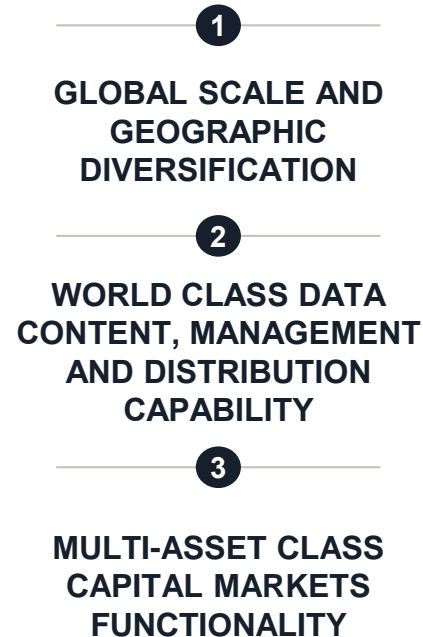 1
GLOBAL SCALE AND
GEOGRAPHIC
DIVERSIFICATION
2
WORLD CLASS DATA
CONTENT, MANAGEMENT
AND DISTRIBUTION
CAPABILITY
3
MULTI-ASSET CLASS
CAPITAL MARKETS
FUNCTIONALITY